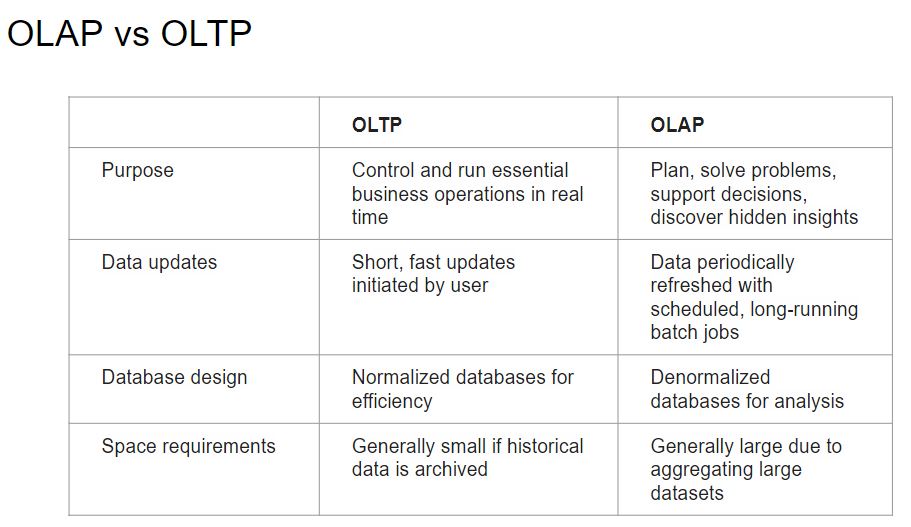 OLAP vs OLTP
OLTP
OLAP
Purpose
Control and run essential
business operations in real
time
Plan, solve problems,
support decisions,
discover hidden insights
Data updates
Short, fast updates
initiated by user
Data periodically
refreshed with
scheduled, long-running
batch jobs
Database design
Normalized databases for
efficiency
Denormalized
databases for analysis
Space requirements
Generally small if historical
data is archived
Generally large due to
aggregating large
datasets